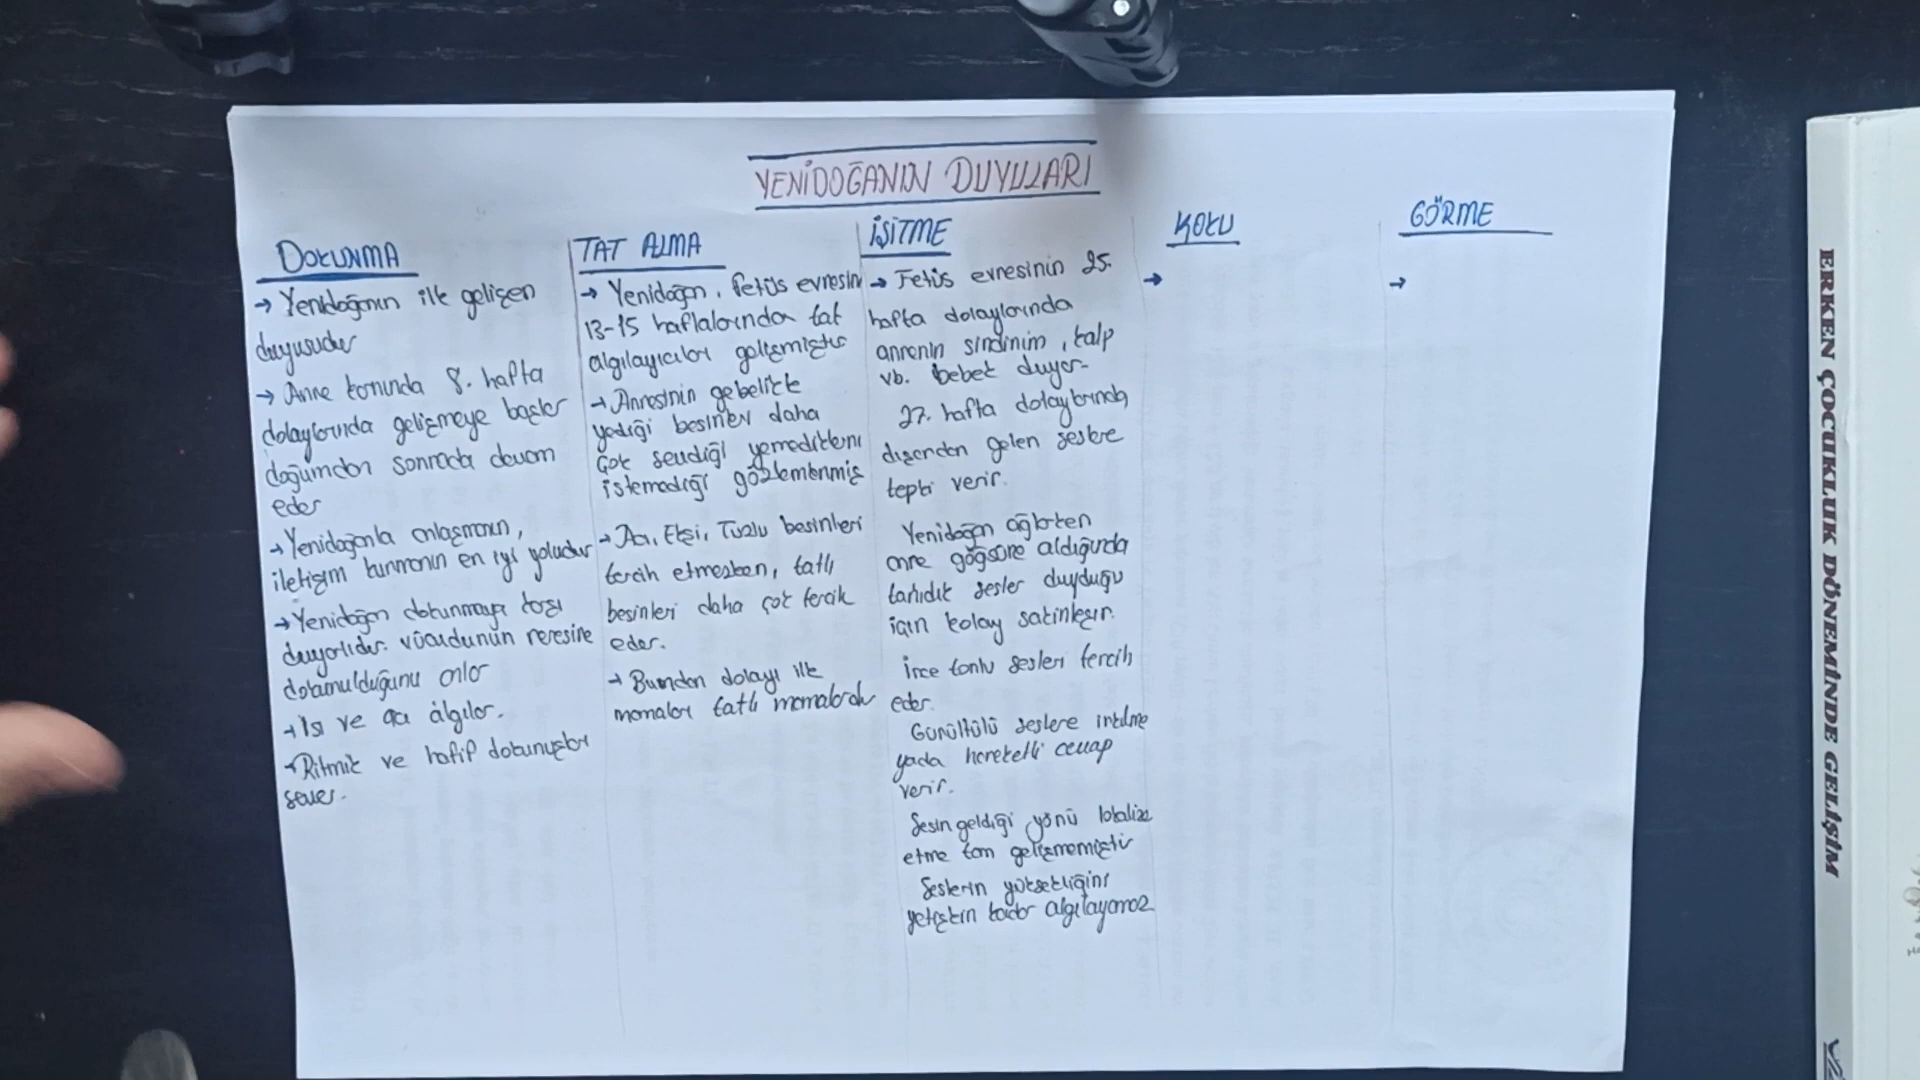 YENİDOĞANIN DUYULARI
DOKUNMA
→ Yenidoğanın ilk gelişen
duyusudur
→ Anne karnında 8. hafta
dolaylarında gelişmeye başlar
doğumdan sonrada devam
eder
→ Yenidoğanla anlaşmanın,
iletişim kurmanın en iyi yoludur
→ Yenidoğan dokunmaya karşı
duyarlıdır. vücudunun neresine
dokunulduğunu anlar
→ Isı ve acı algılar.
→ Ritmik ve hafif dokunuşlar
sever.
TAT ALMA
→ Yenidoğan, fetüs evresin
13-15 haftalarında tat
algılayıcılar gelişmiştir
→ Annesinin gebelikte
yediği besinleri daha
çok sevdiği yemediklerini
istemediği gözlemlenmiş
→ Acı, Ekşi, Tuzlu besinleri
tercih etmezken, tatlı
besinleri daha çok tercih
eder.
→ Bundan dolayı ilk
mamalar tatlı mamalardır
İŞİTME
→ Fetüs evresinin 25.
hafta dolaylarında
annenin sindirim, kalp
vb. bebek duyar-
27. hafta dolaylarında
dışarıdan gelen seslere
tepki verir.
Yenidoğan ağlarken
anne göğsüne aldığında
tanıdık sesler duyduğu
için kolay sakinleşir.
İnce tonlu sesleri tercih
eder.
Gürültülü seslere irkilme
yada hareketli cevap
verir.
Sesin geldiği yönü lokalize
etme tam gelişmemiştir
Seslerin yüksekliğini
yetişkin kadar algılayamaz
KOKU
→
GÖRME
→
ERKEN ÇOCUKLUK DÖNEMİNDE GELİŞİM